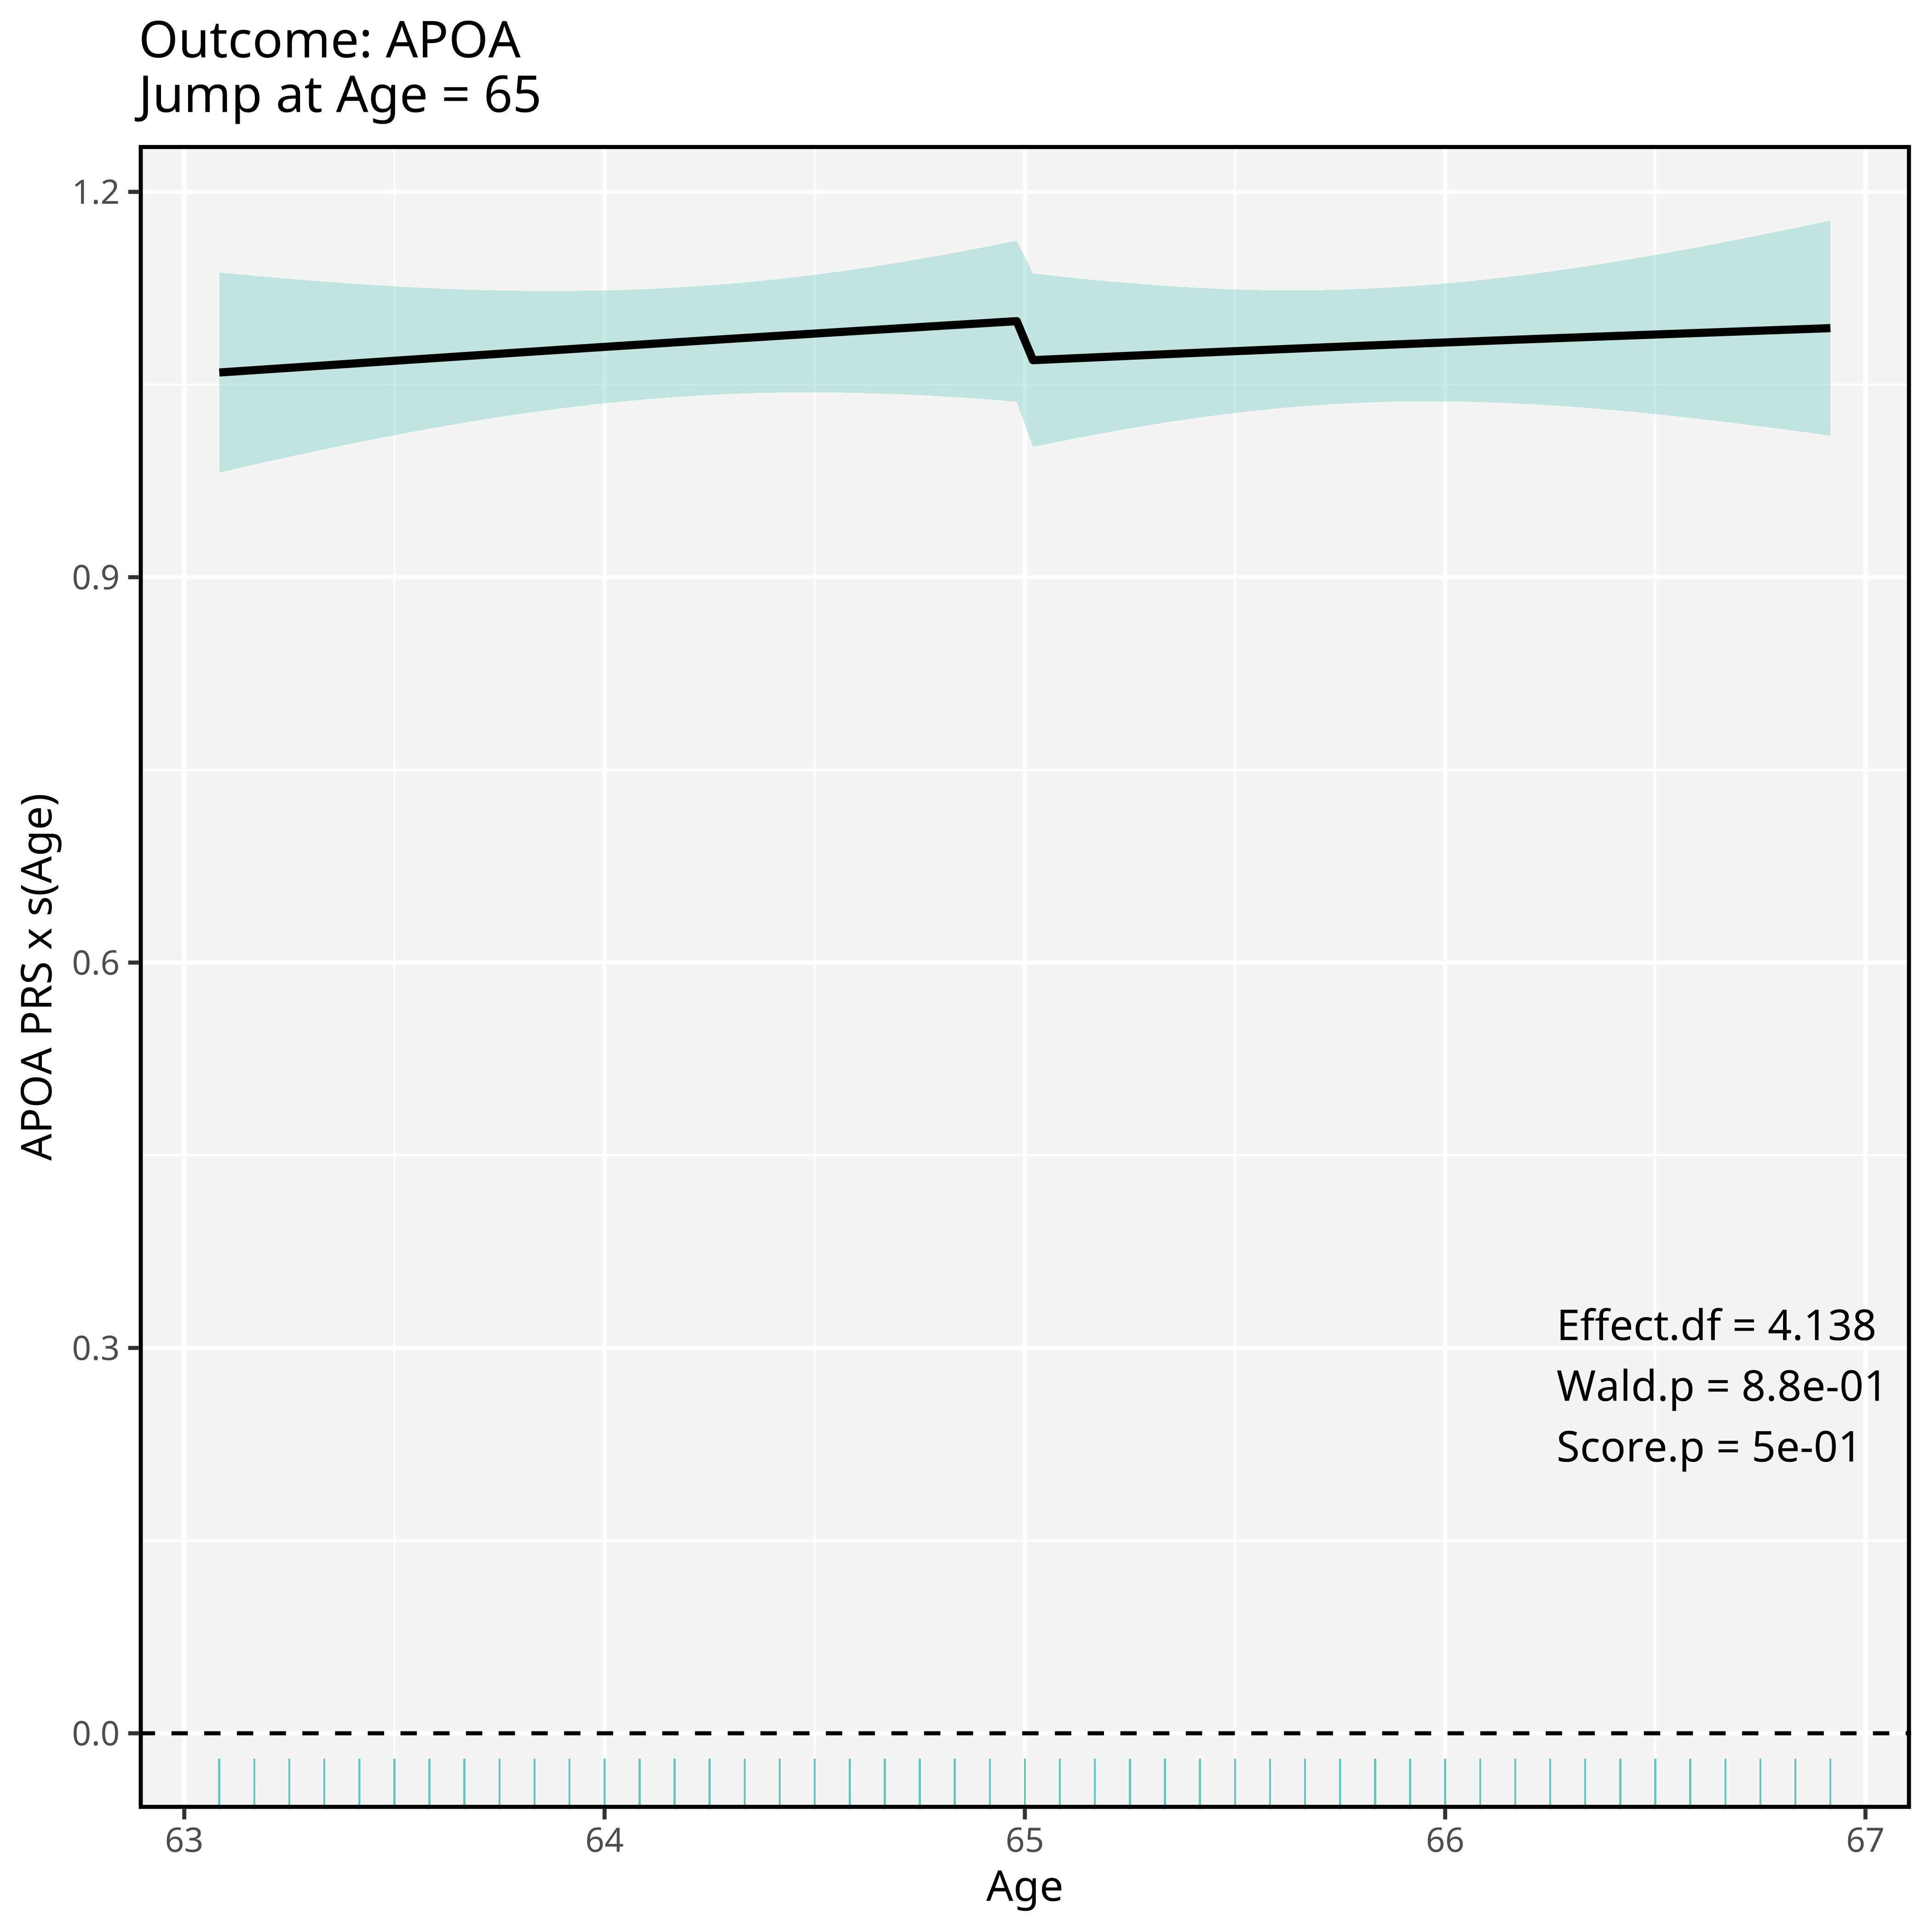 Outcome: APOA
Jump at Age = 65
1.2
0.9
0.6
0.3
0.0
APOA PRS x s(Age)
Effect.df = 4.138
Wald.p = 8.8e-01
Score.p = 5e-01
63
64
65
66
67
Age